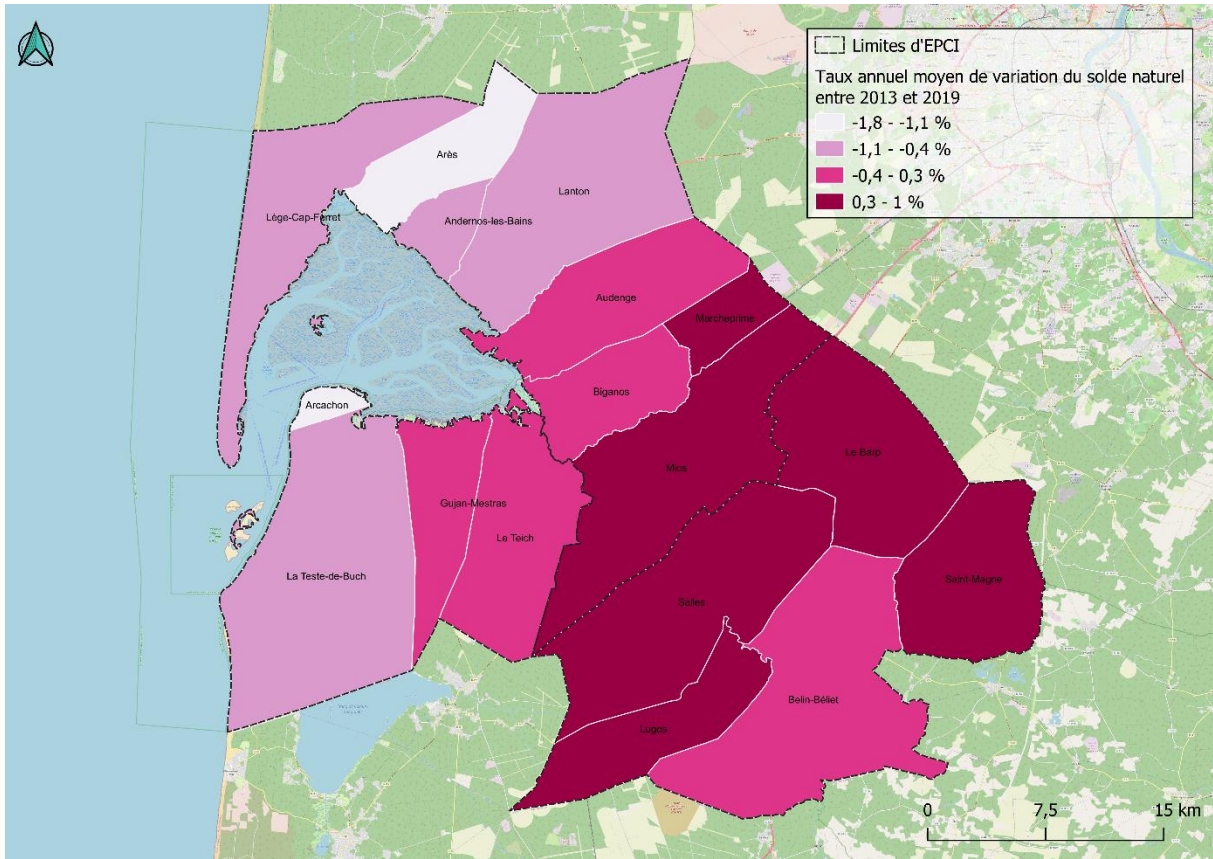 Limites d'EPCI
Taux annuel moyen de variation du solde naturel
entre 2013 et 2019
-1,8 - -1,1 %
-1,1 - -0,4 %
-0,4 - 0,3 %
0,3 - 1 %
Arès
Lanton
Lège-Cap-Ferret
Andernos-les-Bains
Audenge
Marcheprime
Biganos
Arcachon
Mios
Le Barp
Gujan-Mestras
Le Teich
La Teste-de-Buch
Saint-Magne
Salles
Belin-Béliet
Lugos
0 7,5 15 km